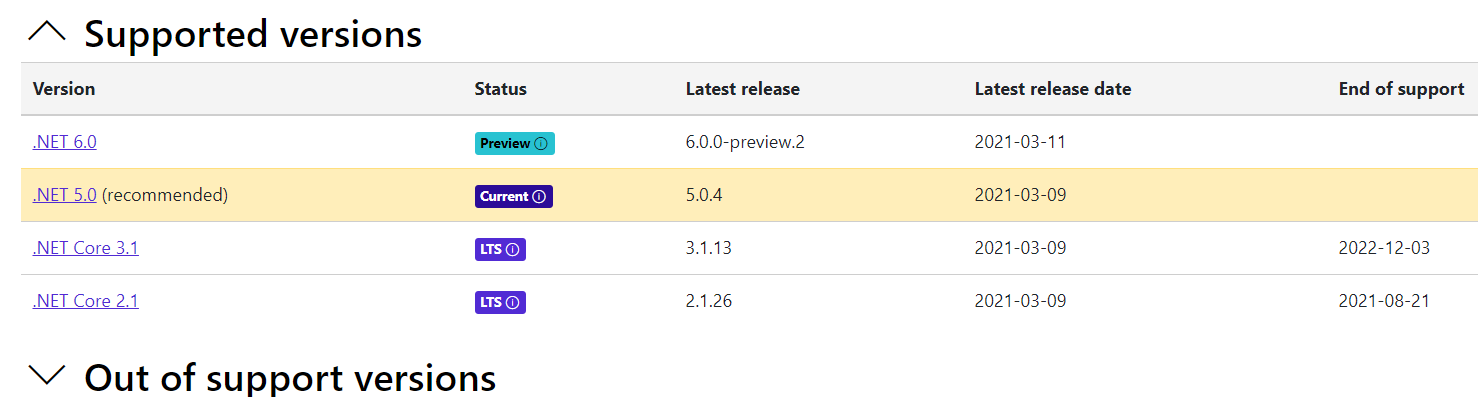 Supported versions
Version Status Latest release Latest release date End of support
.NET 6.0 Preview 6.0.0-preview.2 2021-03-11
.NET 5.0 (recommended) Current 5.0.4 2021-03-09
.NET Core 3.1 LTS 3.1.13 2021-03-09 2022-12-03
.NET Core 2.1 LTS 2.1.26 2021-03-09 2021-08-21
Out of support versions